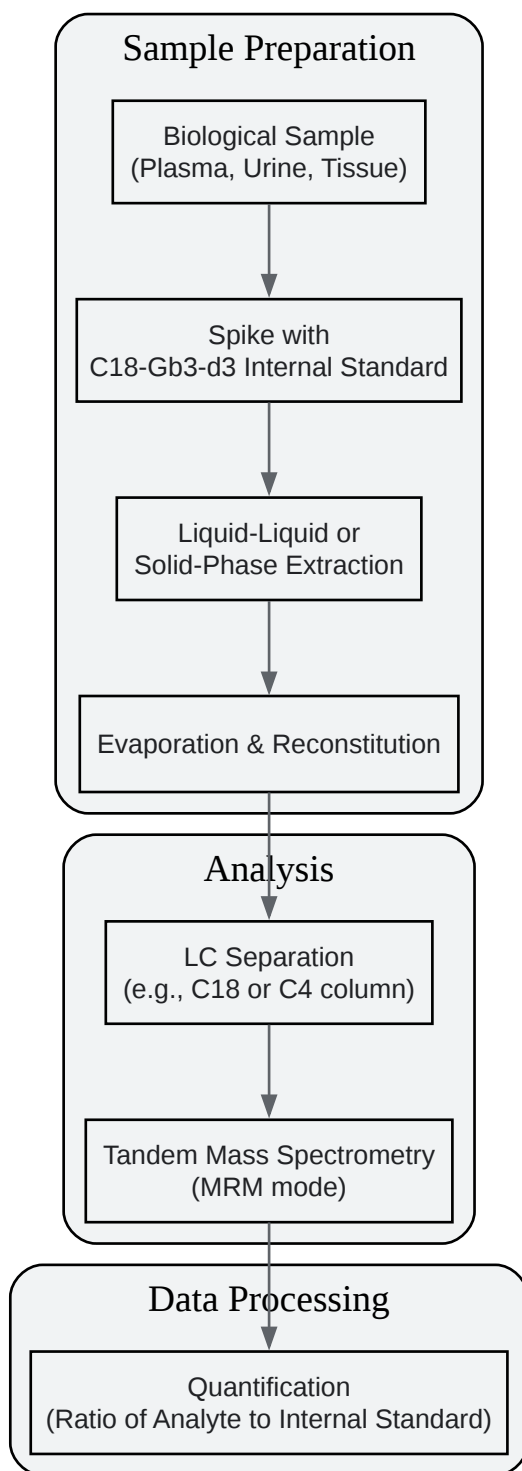 Sample Preparation
Biological Sample
(Plasma, Urine, Tissue)
Spike with
C18-Gb3-d3 Internal Standard
Liquid-Liquid or
Solid-Phase Extraction
Evaporation & Reconstitution
Analysis
LC Separation
(e.g., C18 or C4 column)
Tandem Mass Spectrometry
(MRM mode)
Data Processing
Quantification
(Ratio of Analyte to Internal Standard)